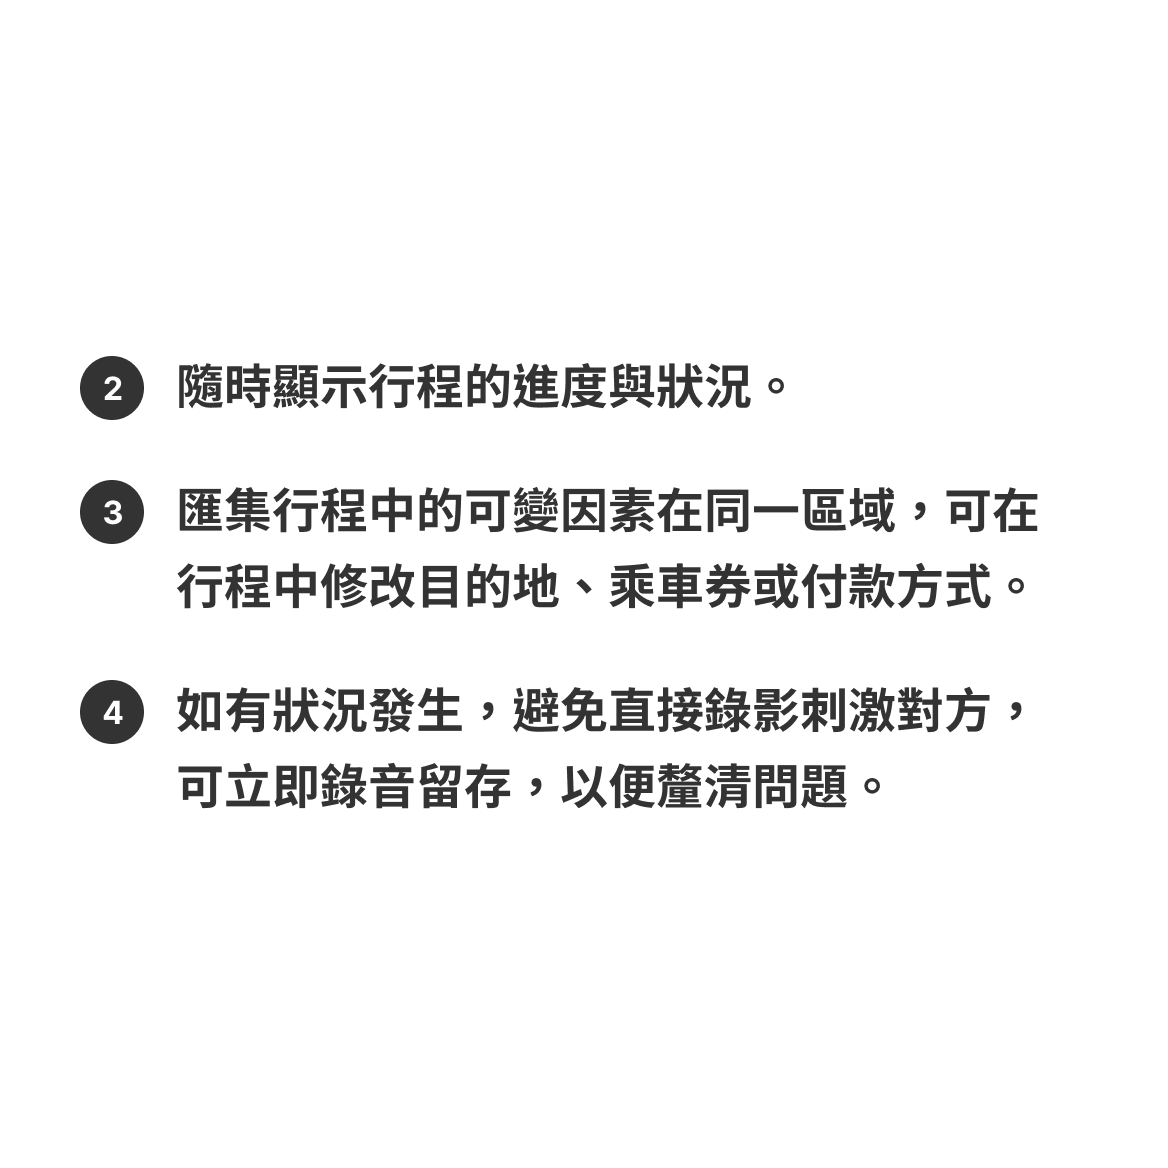 2 隨時顯示行程的進度與狀況。
3 匯集行程中的可變因素在同一區域，可在
行程中修改目的地、乘車券或付款方式。
4 如有狀況發生，避免直接錄影刺激對方，
可立即錄音留存，以便釐清問題。